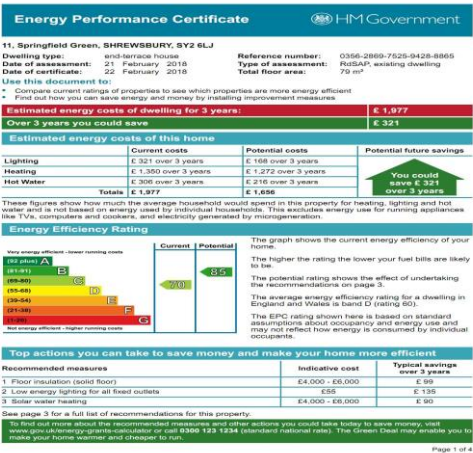 Energy Performance Certificate HM Government
11, Springfield Green, SHREWSBURY, SY2 6LJ
Dwelling type: end-terrace house Reference number: 0356-2869-7525-9428-8865
Date of assessment: 21 February 2018 Type of assessment: RdSAP, existing dwelling
Date of certificate: 22 February 2018 Total floor area: 79 m²
Use this document to:
• Compare current ratings of properties to see which properties are more energy efficient
• Find out how you can save energy and money by installing improvement measures
Estimated energy costs of dwelling for 3 years: £ 1,977
Over 3 years you could save £ 321
Estimated energy costs of this home
Current costs Potential costs Potential future savings
Lighting £ 321 over 3 years £ 168 over 3 years
Heating £ 1,350 over 3 years £ 1,272 over 3 years
Hot Water £ 306 over 3 years £ 216 over 3 years
Totals £ 1,977 £ 1,656
You could
save £ 321
over 3 years
These figures show how much the average household would spend in this property for heating, lighting and hot
water and is not based on energy used by individual households. This excludes energy use for running appliances
like TVs, computers and cookers, and electricity generated by microgeneration.
Energy Efficiency Rating
Current Potential
Very energy efficient - lower running costs
(92 plus) A
(81-91) B
(69-80) C
(55-68) D
(39-54) E
(21-38) F
(1-20) G
Not energy efficient - higher running costs
70
85
The graph shows the current energy efficiency of your
home.
The higher the rating the lower your fuel bills are likely
to be.
The potential rating shows the effect of undertaking
the recommendations on page 3.
The average energy efficiency rating for a dwelling in
England and Wales is band D (rating 60).
The EPC rating shown here is based on standard
assumptions about occupancy and energy use and
may not reflect how energy is consumed by individual
occupants.
Top actions you can take to save money and make your home more efficient
Recommended measures Indicative cost Typical savings
over 3 years
1 Floor insulation (solid floor) £4,000 - £6,000 £ 99
2 Low energy lighting for all fixed outlets £55 £ 135
3 Solar water heating £4,000 - £6,000 £ 90
See page 3 for a full list of recommendations for this property.
To find out more about the recommended measures and other actions you could take today to save money, visit
www.gov.uk/energy-grants-calculator or call 0300 123 1234 (standard national rate). The Green Deal may enable you to
make your home warmer and cheaper to run.
Page 1 of 4